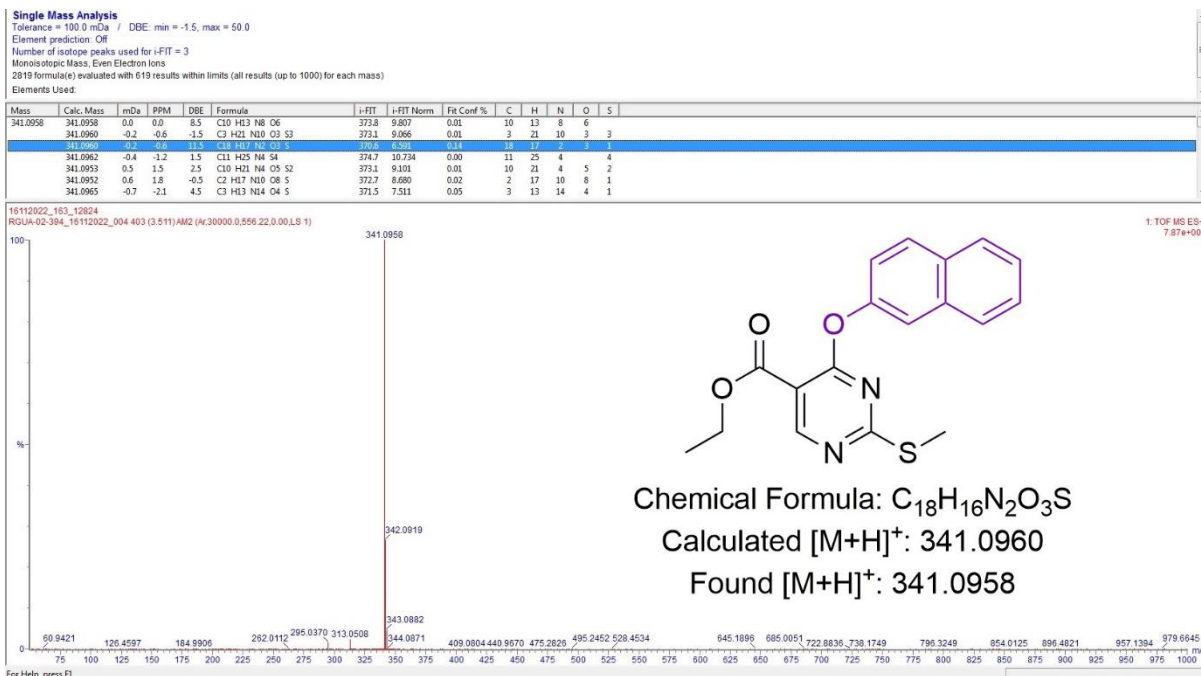 Single Mass Analysis
Tolerance = 100.0 mDa / DBE: min = -1.5, max = 50.0
Element prediction: Off
Number of isotope peaks used for i-FIT = 3
Monoisotopic Mass, Even Electron Ions
2819 formula(e) evaluated with 619 results within limits (all results (up to 1000) for each mass)
Elements Used:
Mass Calc. Mass mDa PPM DBE Formula i-FIT i-FIT Norm Fit Conf % C H N O S
341.0958 341.0958 0.0 0.0 8.5 C10 H13 N8 O6 373.8 9.807 0.01 10 13 8 6
341.0960 -0.2 -0.6 -1.5 C3 H21 N10 O3 S3 373.1 9.066 0.01 3 21 10 3 3
341.0960 -0.2 -0.6 11.5 C18 H17 N2 O3 S 370.6 6.591 0.14 18 17 2 3 1
341.0962 -0.4 -1.2 1.5 C11 H25 N4 S4 374.7 10.734 0.00 11 25 4 4
341.0953 0.5 1.5 2.5 C10 H21 N4 O5 S2 373.1 9.101 0.01 10 21 4 5 2
341.0952 0.6 1.8 -0.5 C2 H17 N10 O8 S 372.7 8.680 0.02 2 17 10 8 1
341.0965 -0.7 -2.1 4.5 C3 H13 N14 O4 S 371.5 7.511 0.05 3 13 14 4 1
16112022_163_12824
RGUA-02-394_16112022_004 403 (3.511) AM2 (Ar,30000.0,556.22,0.00,LS 1)
1: TOF MS ES+
7.87e+00
100
341.0958
%
342.0919
343.0882
344.0871
0
60.9421 126.4597 184.9906 262.0112 295.0370 313.0508 409.0804 440.9670 475.2826 495.2452 528.4534 645.1896 685.0051 722.8836 738.1749 796.3249 854.0125 896.4821 957.1394 979.6645
75 100 125 150 175 200 225 250 275 300 325 350 375 400 425 450 475 500 525 550 575 600 625 650 675 700 725 750 775 800 825 850 875 900 925 950 975 1000
O
O
O
N
N
S
Chemical Formula: C₁₈H₁₆N₂O₃S
Calculated [M+H]⁺: 341.0960
Found [M+H]⁺: 341.0958
For Help, press F1